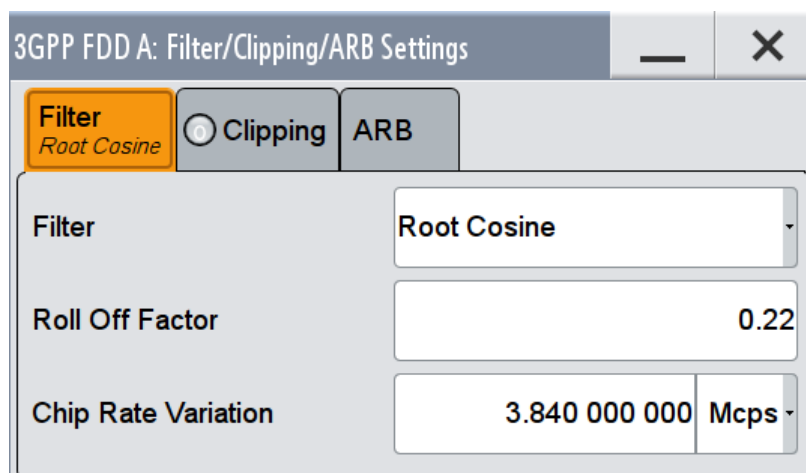 3GPP FDD A: Filter/Clipping/ARB Settings
Filter
Root Cosine
Clipping
ARB
Filter
Root Cosine
Roll Off Factor
0.22
Chip Rate Variation
3.840 000 000 Mcps